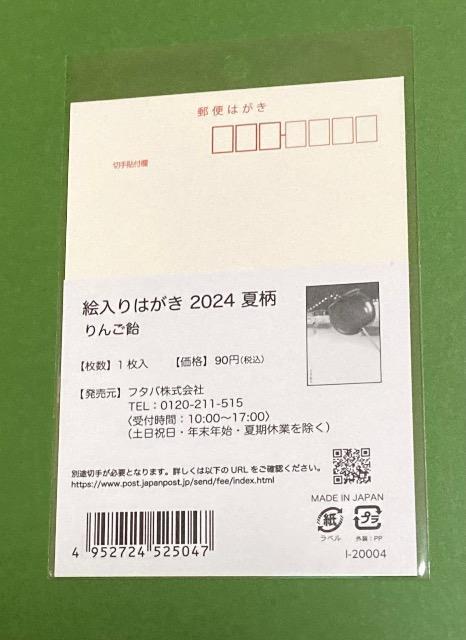 郵便はがき
切手貼付欄
絵入りはがき 2024 夏柄
りんご飴
【枚数】1枚入 【価格】90円(税込)
【発売元】フタバ株式会社
TEL：0120-211-515
〈受付時間：10:00〜17:00〉
(土日祝日・年末年始・夏期休業を除く)
別途切手が必要となります。詳しくは以下の URL をご確認ください。
https://www.post.japanpost.jp/send/fee/index.html
MADE IN JAPAN
紙 プラ
ラベル 外装：PP
4 952724 525047
I-20004